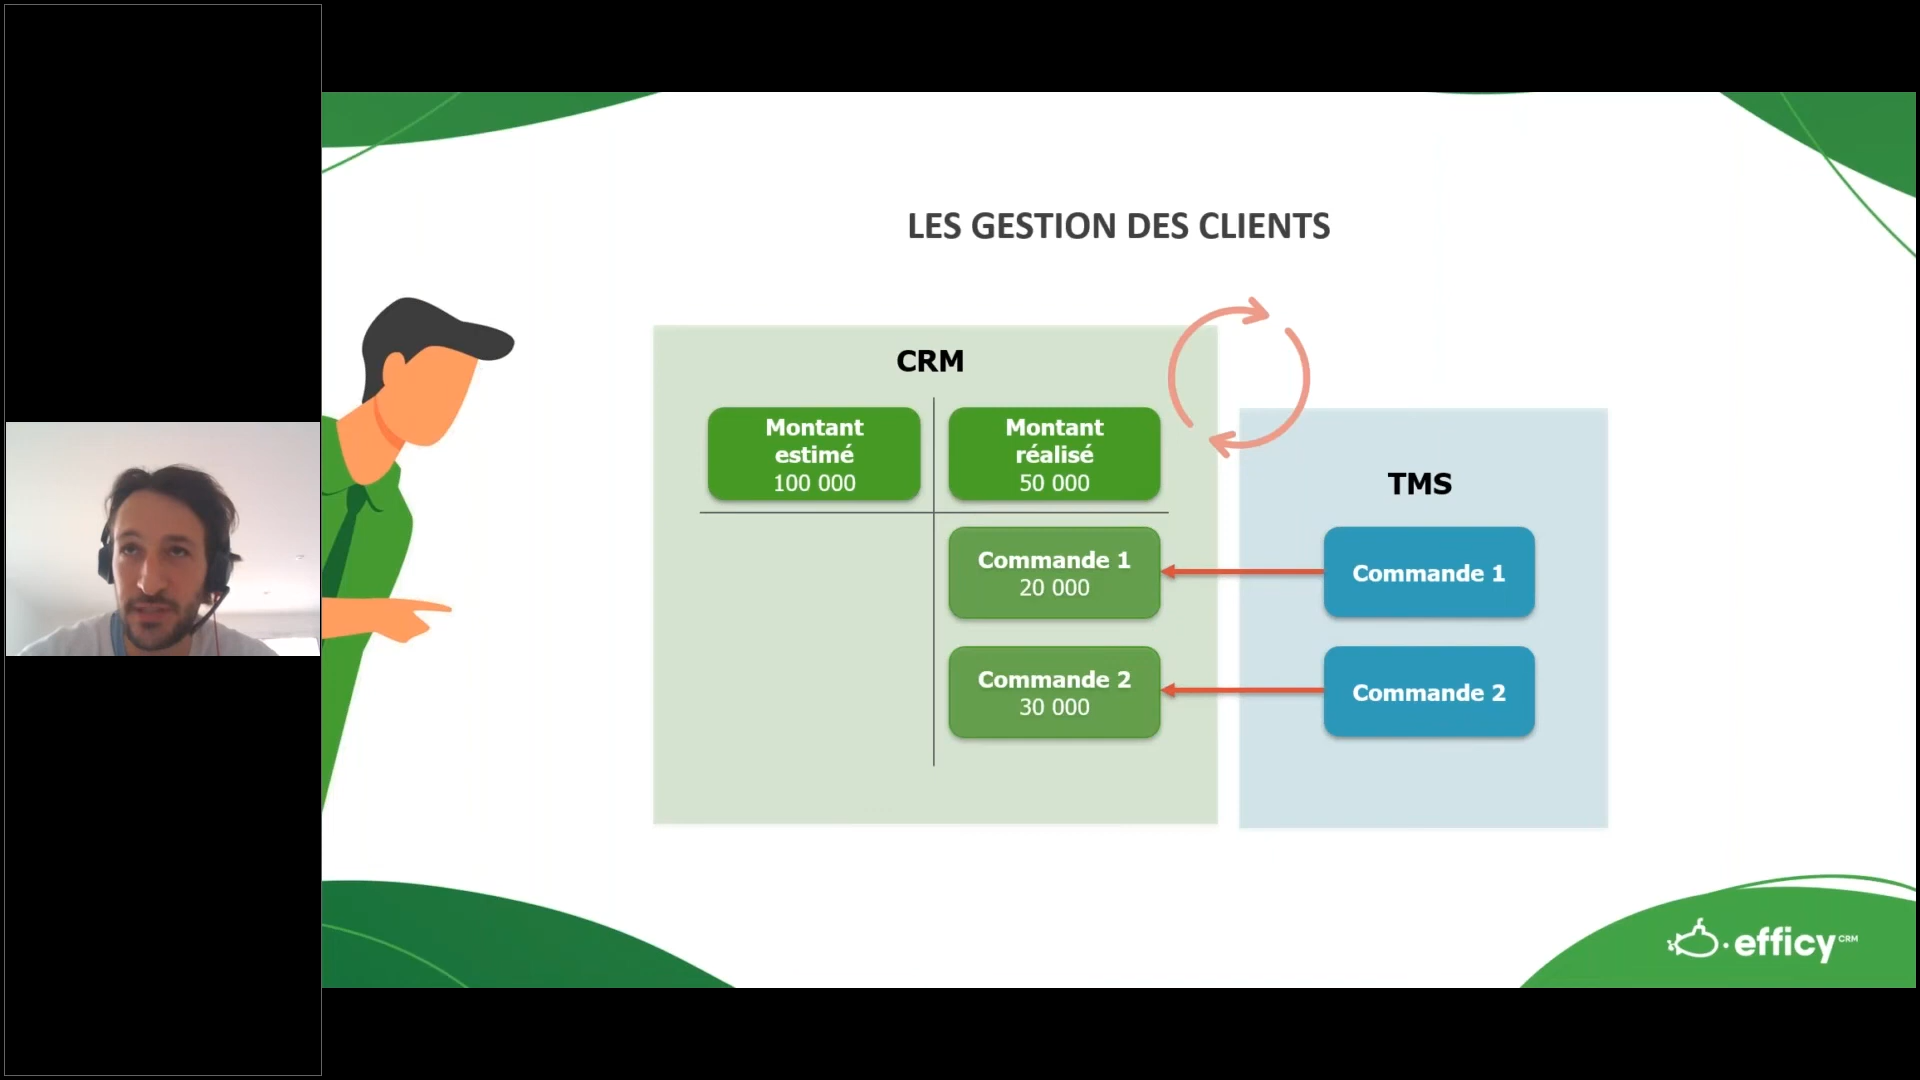 LES GESTION DES CLIENTS
CRM
Montant
estimé
100 000
Montant
réalisé
50 000
Commande 1
20 000
Commande 2
30 000
TMS
Commande 1
Commande 2
efficy CRM